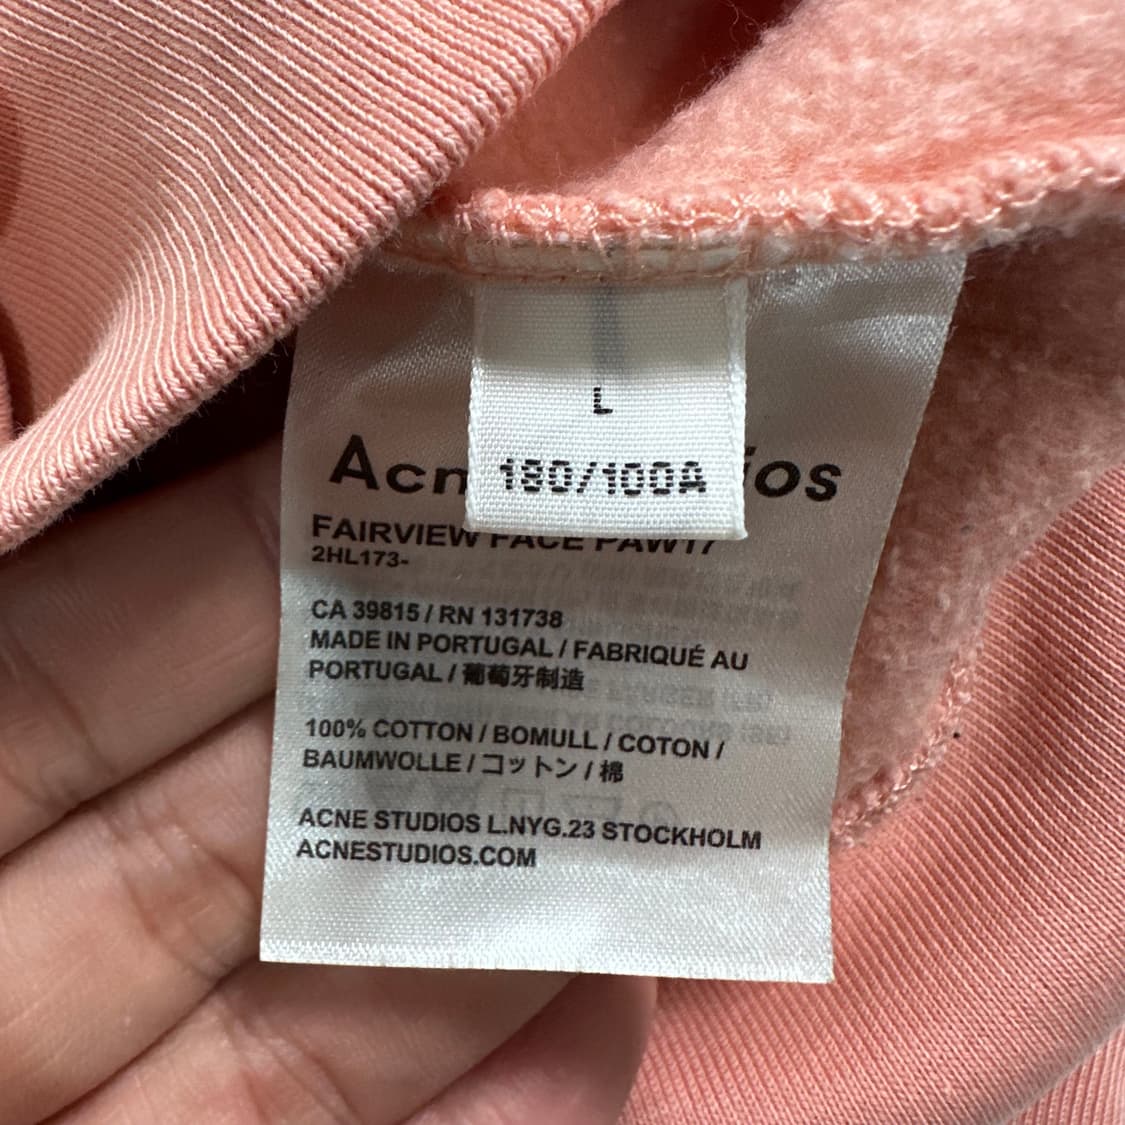 L
180/100A
Acn ios
FAIRVIEW FACE PAW17
2HL173-
CA 39815 / RN 131738
MADE IN PORTUGAL / FABRIQUÉ AU
PORTUGAL / 葡萄牙制造
100% COTTON / BOMULL / COTON /
BAUMWOLLE / コットン / 棉
ACNE STUDIOS L.NYG.23 STOCKHOLM
ACNESTUDIOS.COM